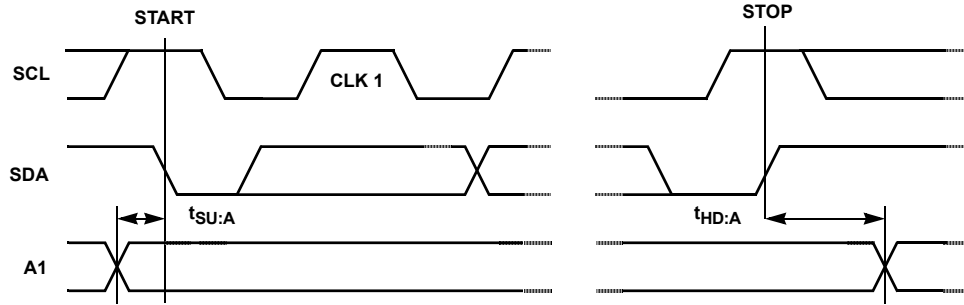 START
STOP
SCL
CLK 1
SDA
tSU:A
tHD:A
A1